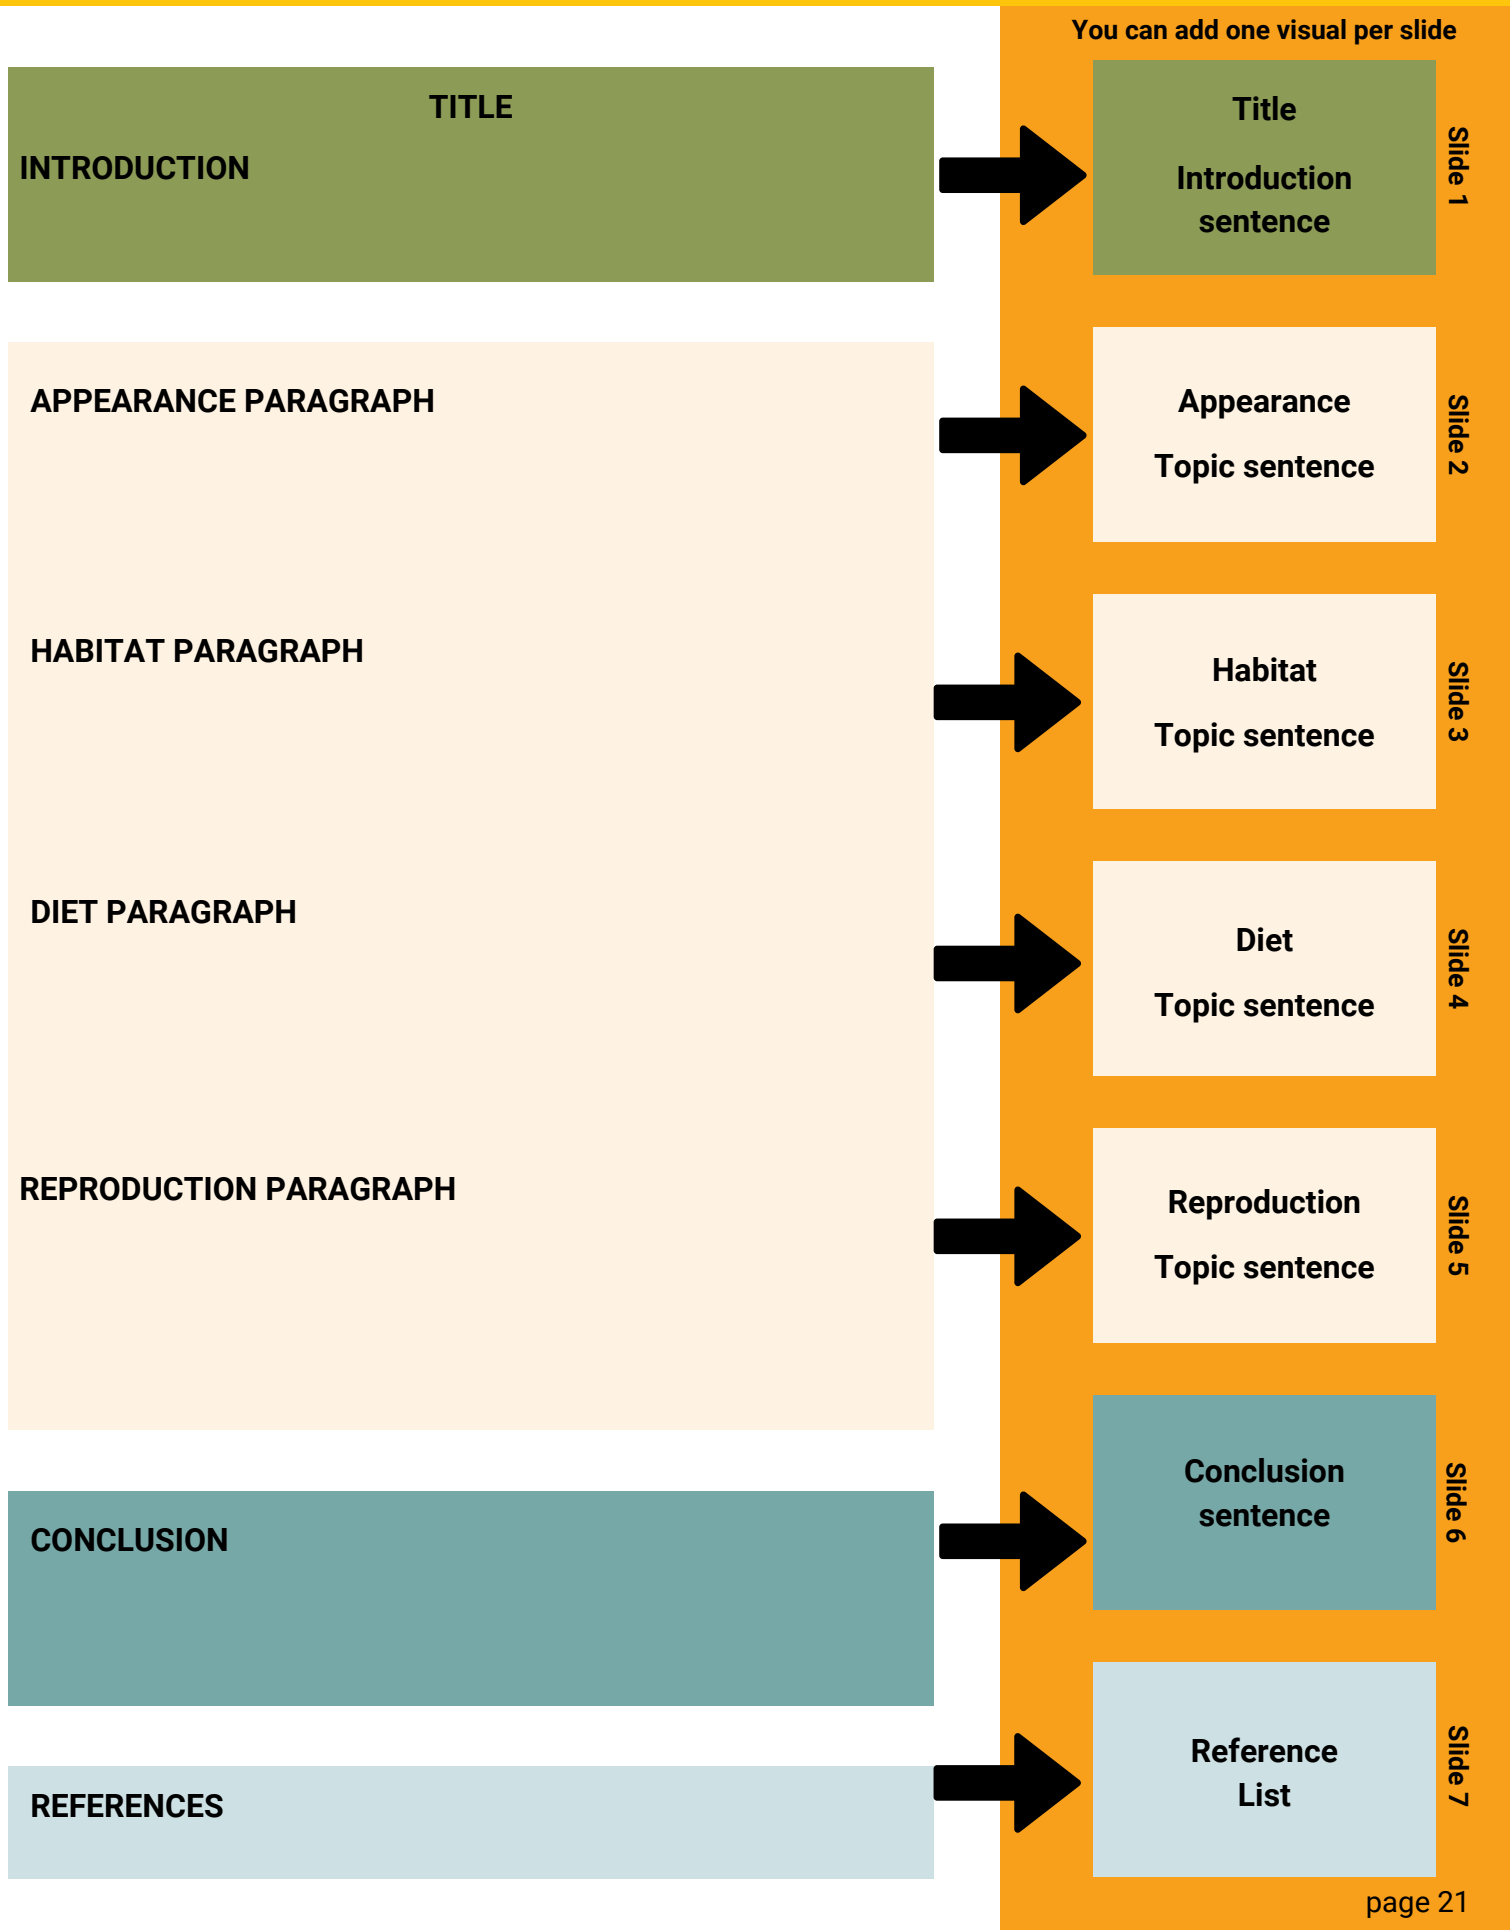 You can add one visual per slide
TITLE
INTRODUCTION
Title
Introduction
sentence
Slide 1
APPEARANCE PARAGRAPH
Appearance
Topic sentence
Slide 2
HABITAT PARAGRAPH
Habitat
Topic sentence
Slide 3
DIET PARAGRAPH
Diet
Topic sentence
Slide 4
REPRODUCTION PARAGRAPH
Reproduction
Topic sentence
Slide 5
CONCLUSION
Conclusion
sentence
Slide 6
REFERENCES
Reference
List
Slide 7
page 21